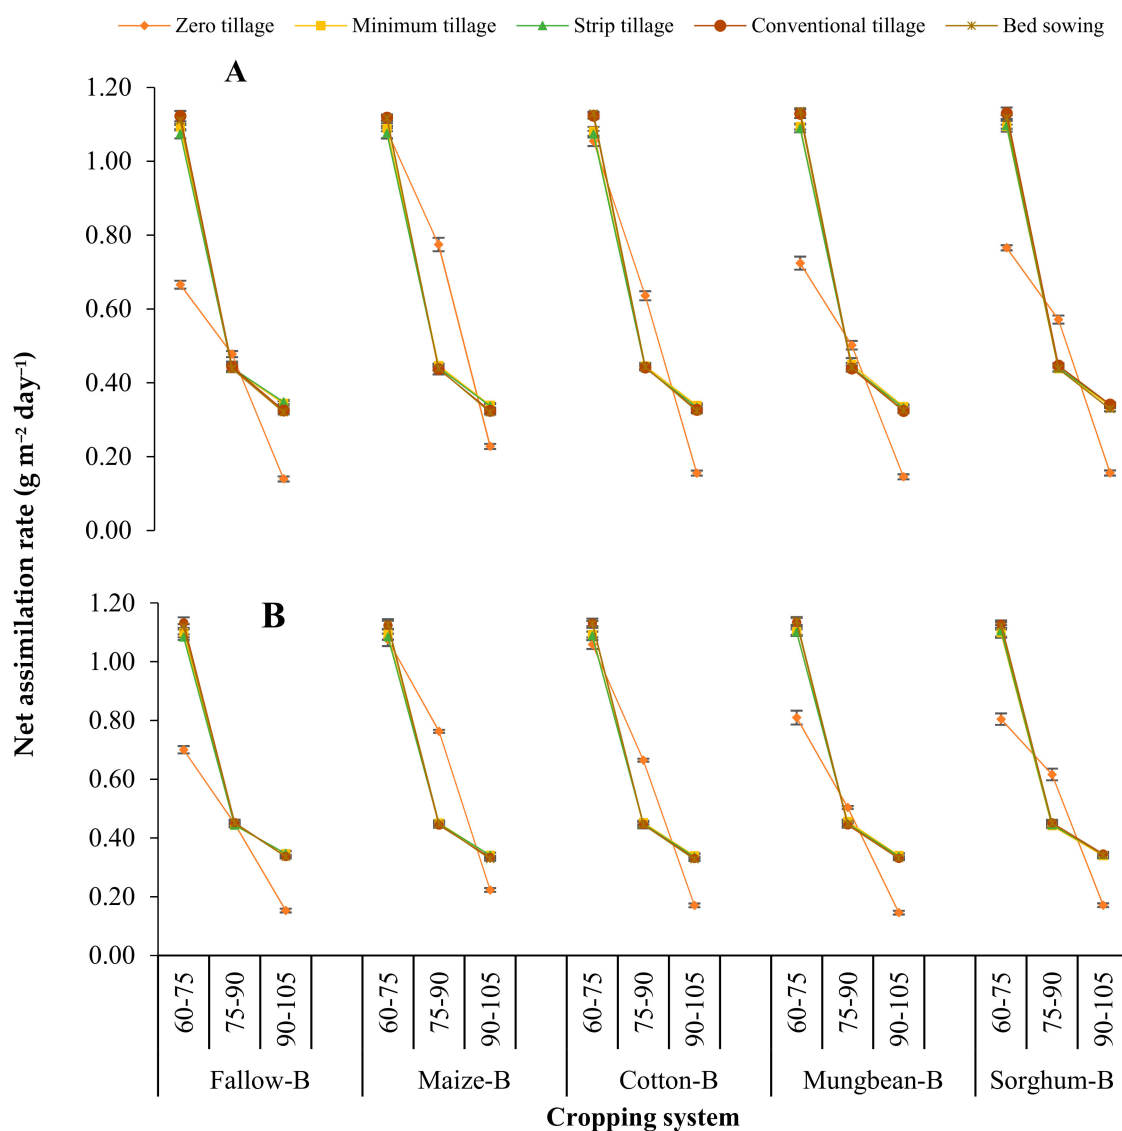 Zero tillage Minimum tillage Strip tillage Conventional tillage Bed sowing
A
1.20
1.00
0.80
0.60
0.40
0.20
0.00
Net assimilation rate (g m⁻² day⁻¹)
B
1.20
1.00
0.80
0.60
0.40
0.20
0.00
60-75 75-90 90-105 60-75 75-90 90-105 60-75 75-90 90-105 60-75 75-90 90-105 60-75 75-90 90-105
Fallow-B Maize-B Cotton-B Mungbean-B Sorghum-B
Cropping system